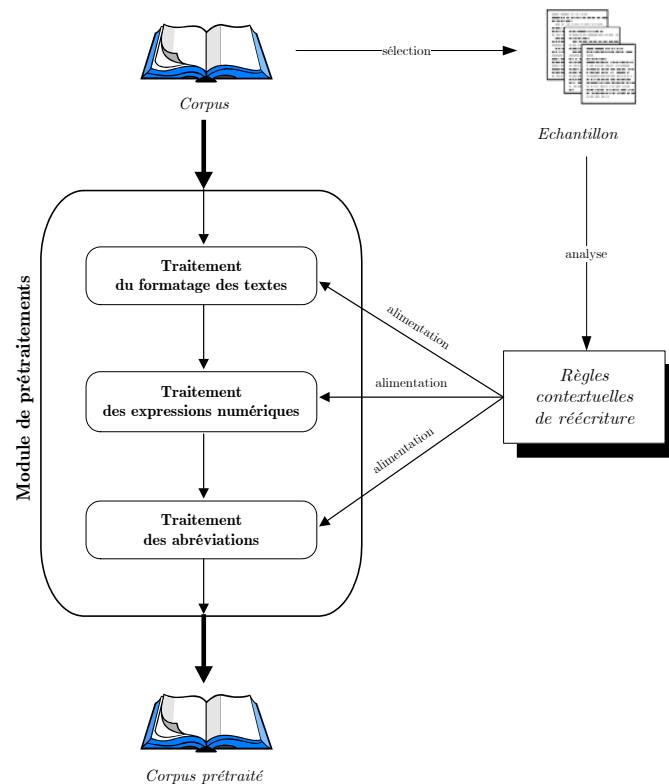 sélection
Corpus
Echantillon
analyse
Module de prétraitements
Traitement
du formatage des textes
alimentation
Traitement
des expressions numériques
alimentation
Règles
contextuelles
de réécriture
alimentation
Traitement
des abréviations
Corpus prétraité